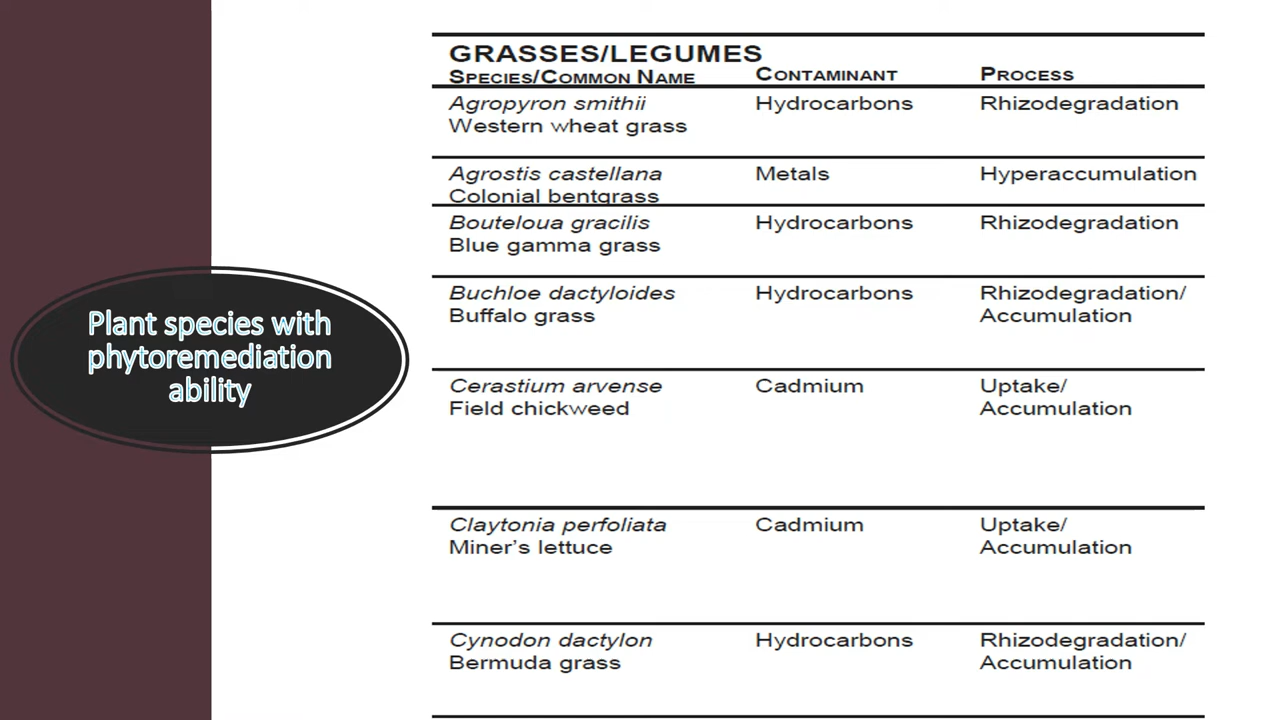 Plant species with
phytoremediation
ability
GRASSES/LEGUMES
SPECIES/COMMON NAME CONTAMINANT PROCESS
Agropyron smithii Hydrocarbons Rhizodegradation
Western wheat grass
Agrostis castellana Metals Hyperaccumulation
Colonial bentgrass
Bouteloua gracilis Hydrocarbons Rhizodegradation
Blue gamma grass
Buchloe dactyloides Hydrocarbons Rhizodegradation/
Buffalo grass Accumulation
Cerastium arvense Cadmium Uptake/
Field chickweed Accumulation
Claytonia perfoliata Cadmium Uptake/
Miner's lettuce Accumulation
Cynodon dactylon Hydrocarbons Rhizodegradation/
Bermuda grass Accumulation